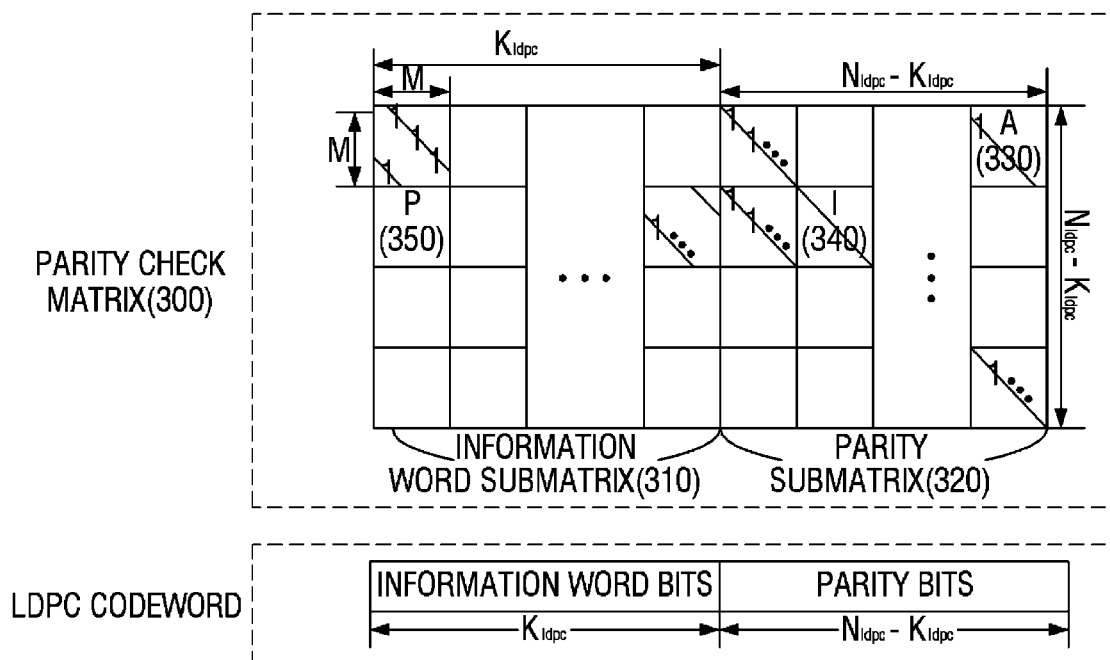 K ldpc
M
N ldpc - K ldpc
M
1
1
1
1
P
(350)
1
1
1
1
1
1
I
(340)
1
A
(330)
1
N ldpc - K ldpc
PARITY CHECK
MATRIX(300)
INFORMATION
WORD SUBMATRIX(310)
PARITY
SUBMATRIX(320)
LDPC CODEWORD
INFORMATION WORD BITS
PARITY BITS
K ldpc
N ldpc - K ldpc